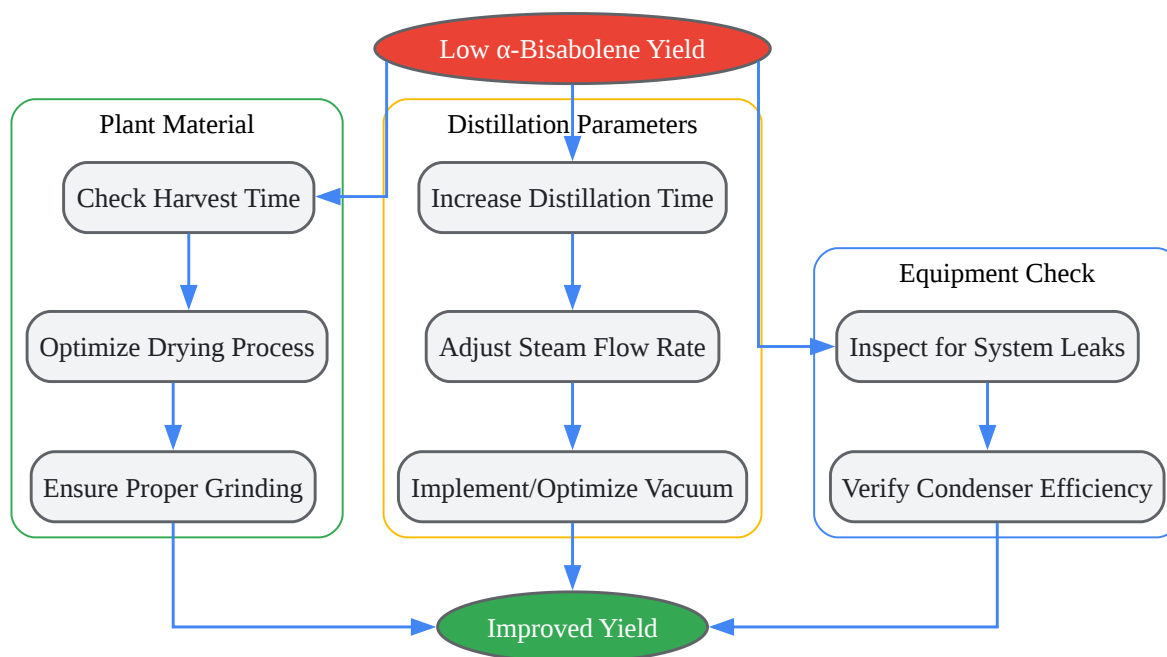 Low α-Bisabolene Yield
Plant Material
Check Harvest Time
Optimize Drying Process
Ensure Proper Grinding
Distillation Parameters
Increase Distillation Time
Adjust Steam Flow Rate
Implement/Optimize Vacuum
Equipment Check
Inspect for System Leaks
Verify Condenser Efficiency
Improved Yield